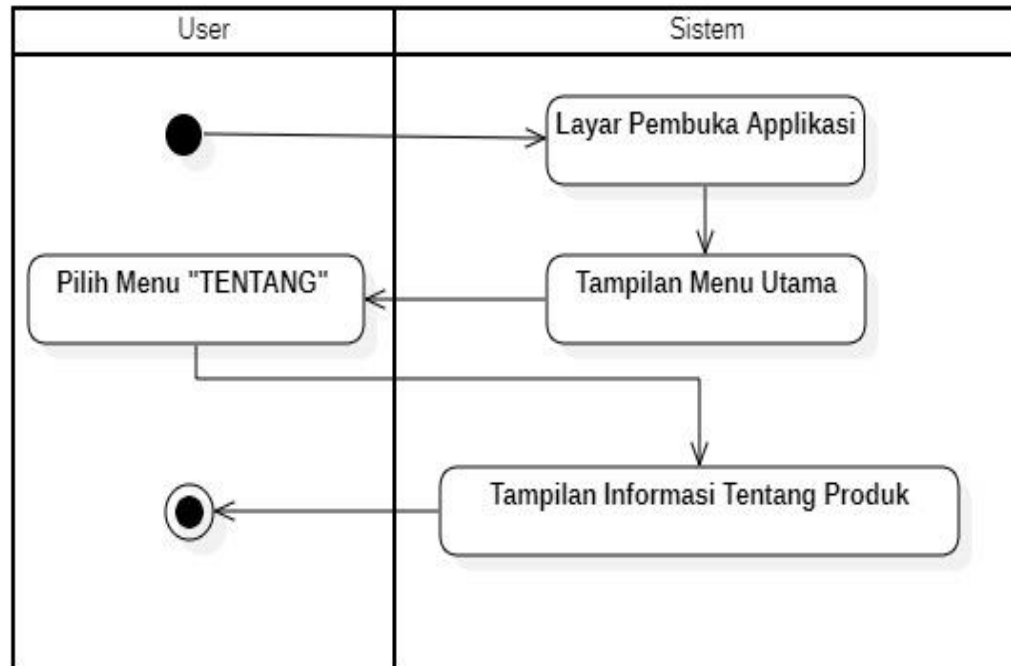 User
Sistem
Layar Pembuka Applikasi
Pilih Menu "TENTANG"
Tampilan Menu Utama
Tampilan Informasi Tentang Produk